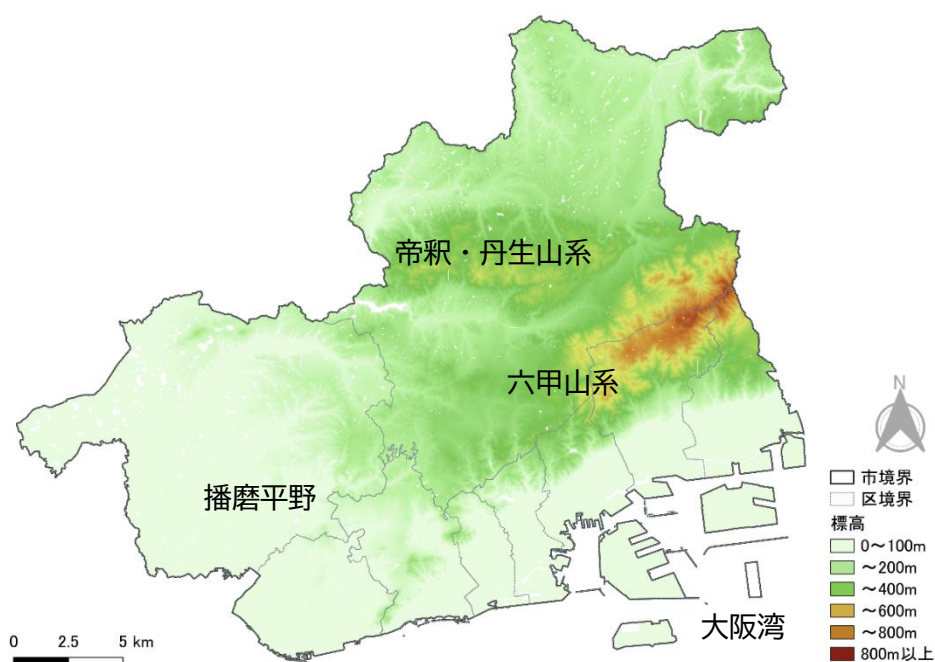 帝釈・丹生山系
六甲山系
播磨平野
大阪湾
N
市境界
区境界
標高
0～100m
～200m
～400m
～600m
～800m
800m以上
0 2.5 5 km